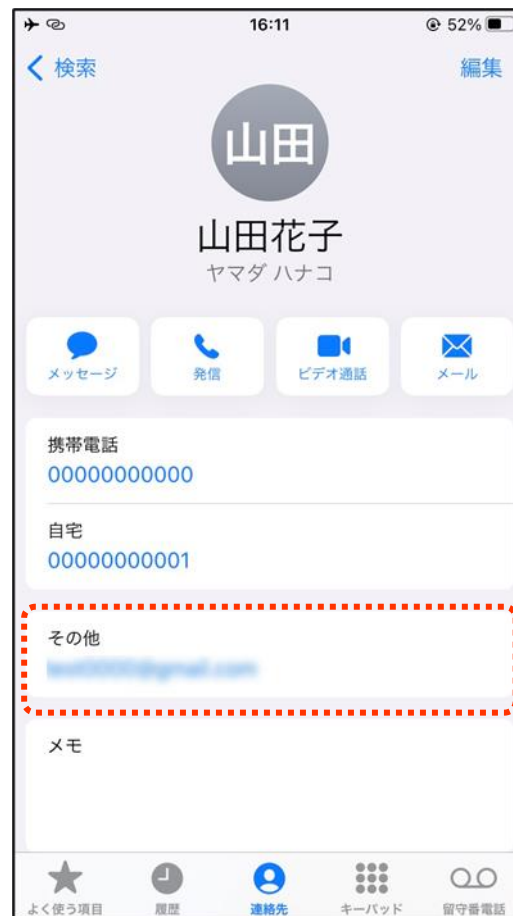 16:11
52%
検索
編集
山田
山田花子
ヤマダ ハナコ
メッセージ
発信
ビデオ通話
メール
携帯電話
00000000000
自宅
00000000001
その他
メモ
よく使う項目
履歴
連絡先
キーパッド
留守番電話